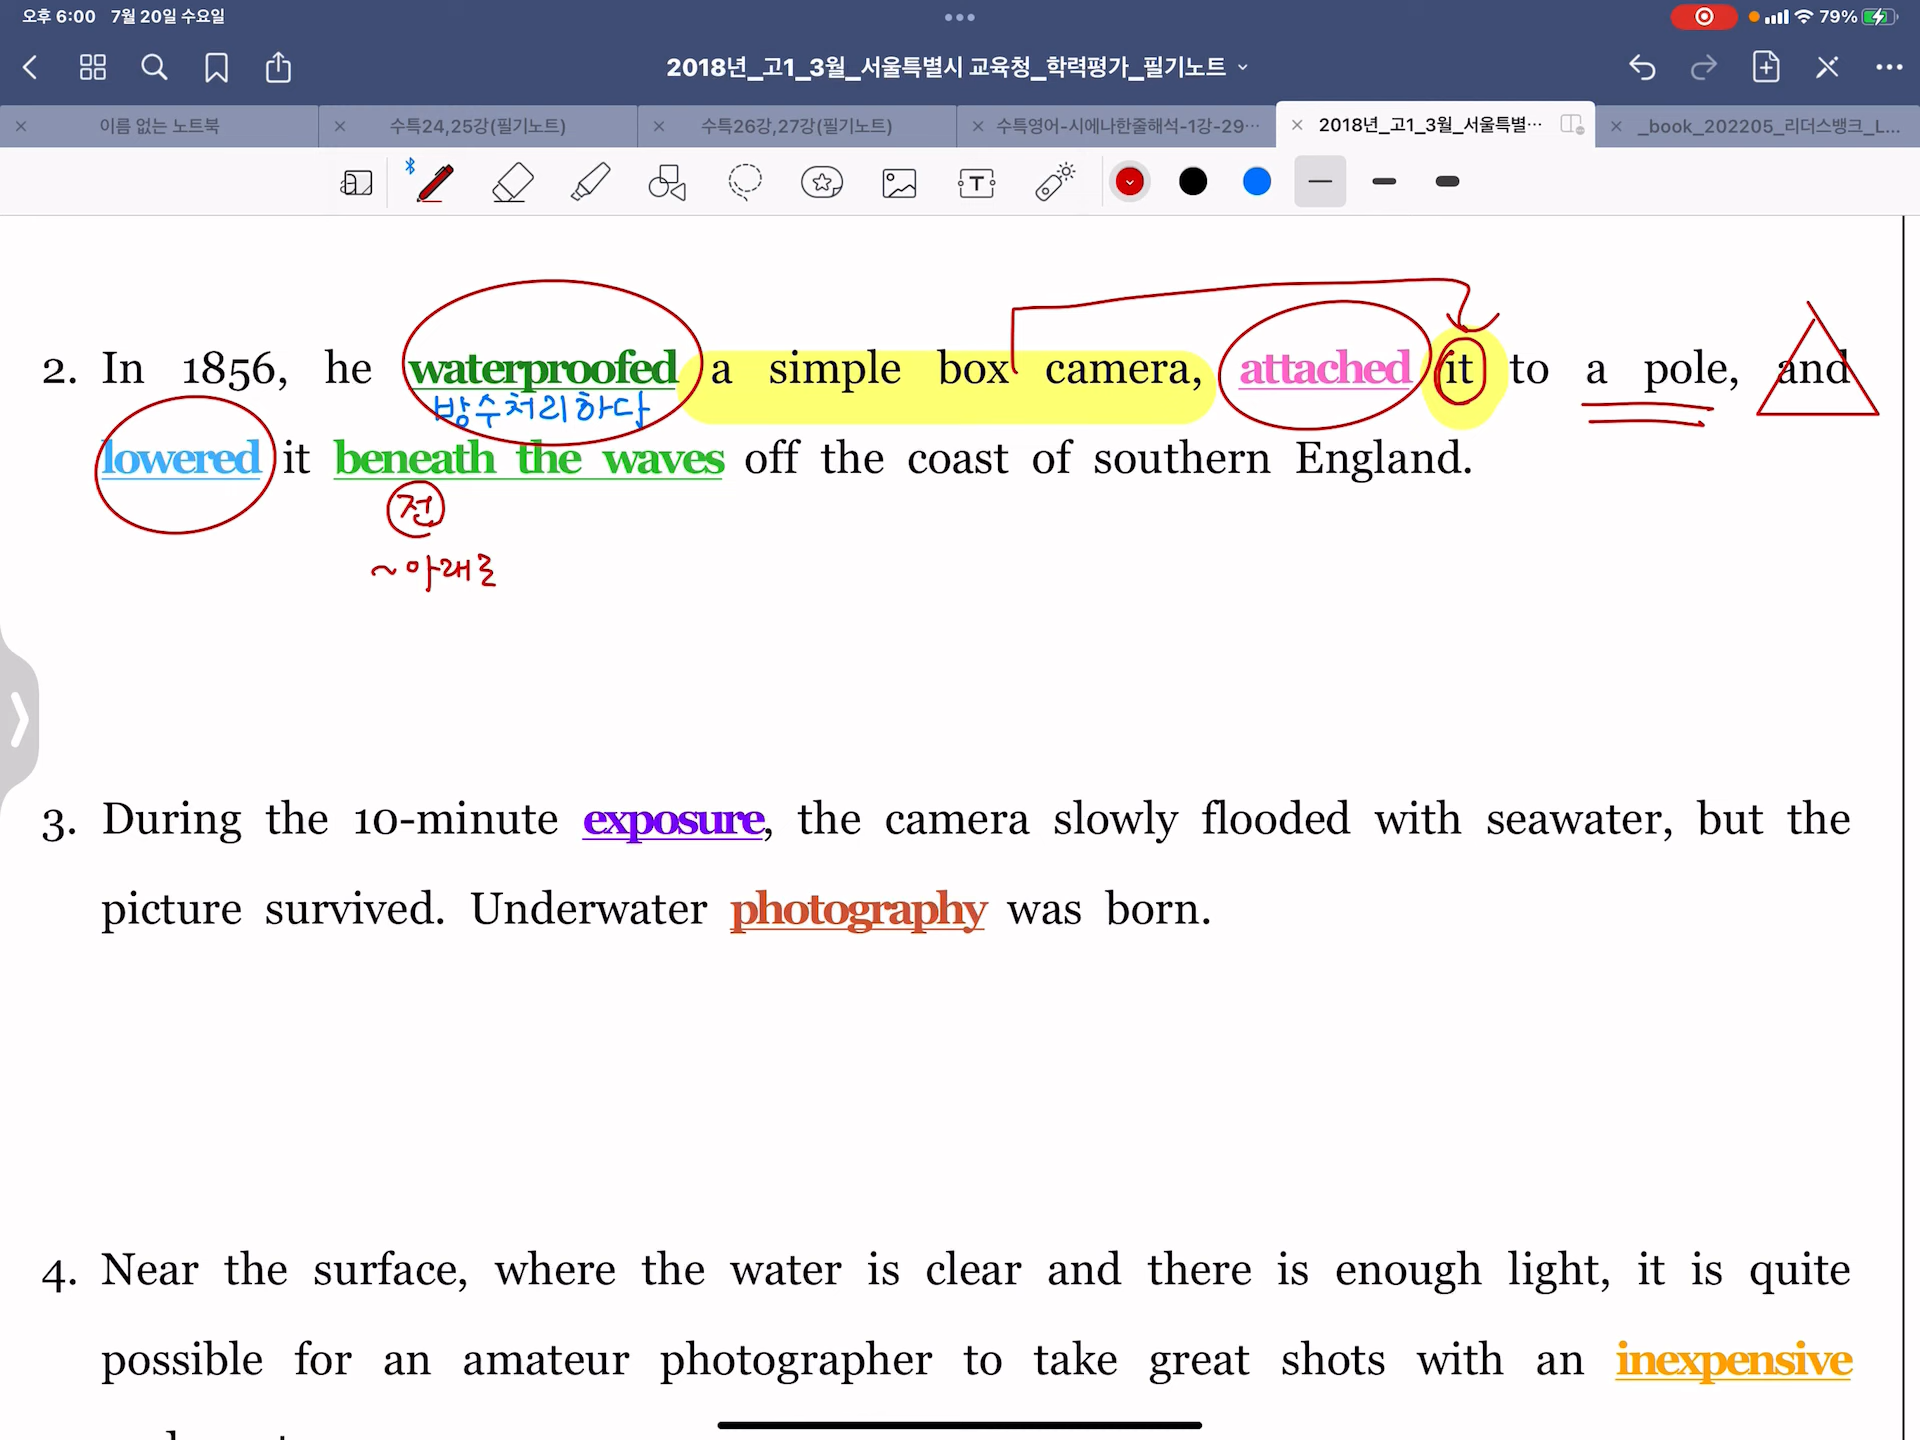 오후 6:00 7월 20일 수요일
79%
2018년_고1_3월_서울특별시 교육청_학력평가_필기노트
이름 없는 노트북
수특24,25강(필기노트)
수특26강,27강(필기노트)
수특영어-시에나한줄해석-1강-29…
2018년_고1_3월_서울특별…
_book_202205_리더스뱅크_L...
2. In 1856, he waterproofed a simple box camera, attached it to a pole, and
방수처리하다
lowered it beneath the waves off the coast of southern England.
전
~아래로
3. During the 10-minute exposure, the camera slowly flooded with seawater, but the
picture survived. Underwater photography was born.
4. Near the surface, where the water is clear and there is enough light, it is quite
possible for an amateur photographer to take great shots with an inexpensive